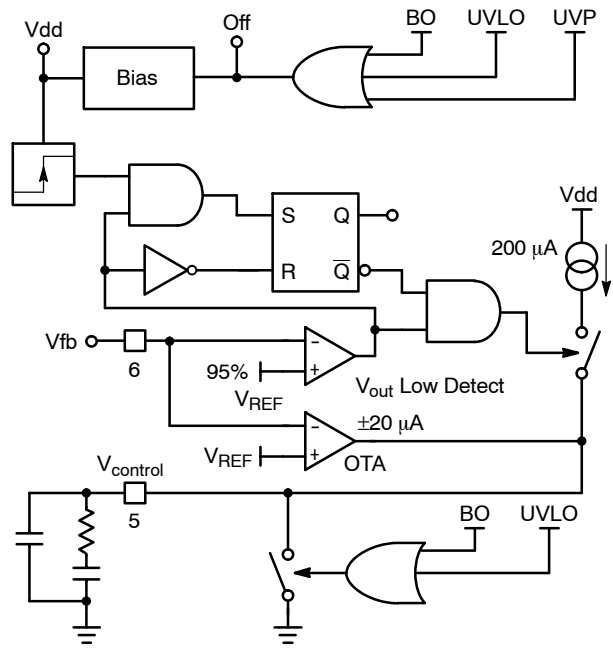 Vdd
Off
BO
UVLO
UVP
Bias
S
Q
R
Q̅
Vdd
200 µA
Vfb
6
95%
VREF
Vout Low Detect
±20 µA
VREF
OTA
Vcontrol
5
BO
UVLO